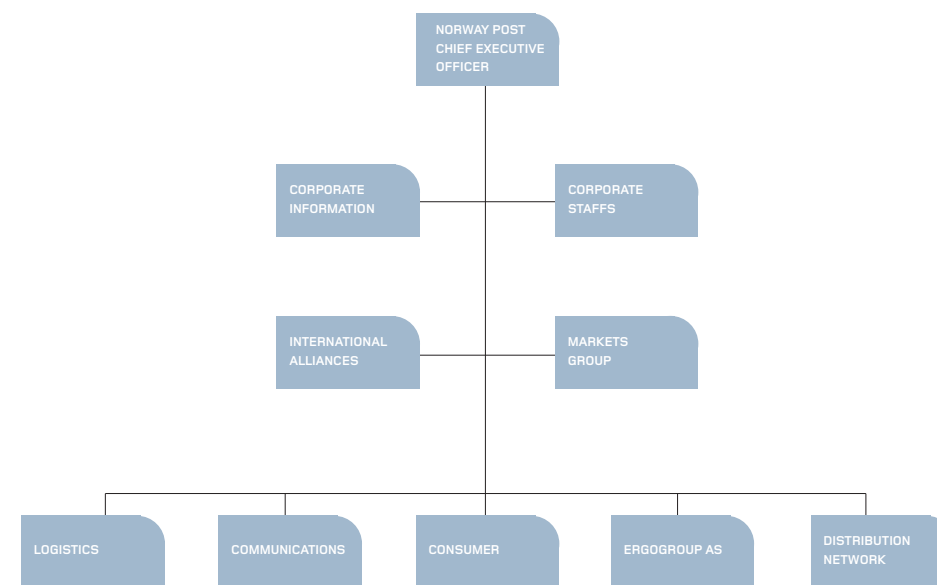 NORWAY POST
CHIEF EXECUTIVE
OFFICER
CORPORATE
INFORMATION
CORPORATE
STAFFS
INTERNATIONAL
ALLIANCES
MARKETS
GROUP
LOGISTICS
COMMUNICATIONS
CONSUMER
ERGOGROUP AS
DISTRIBUTION
NETWORK